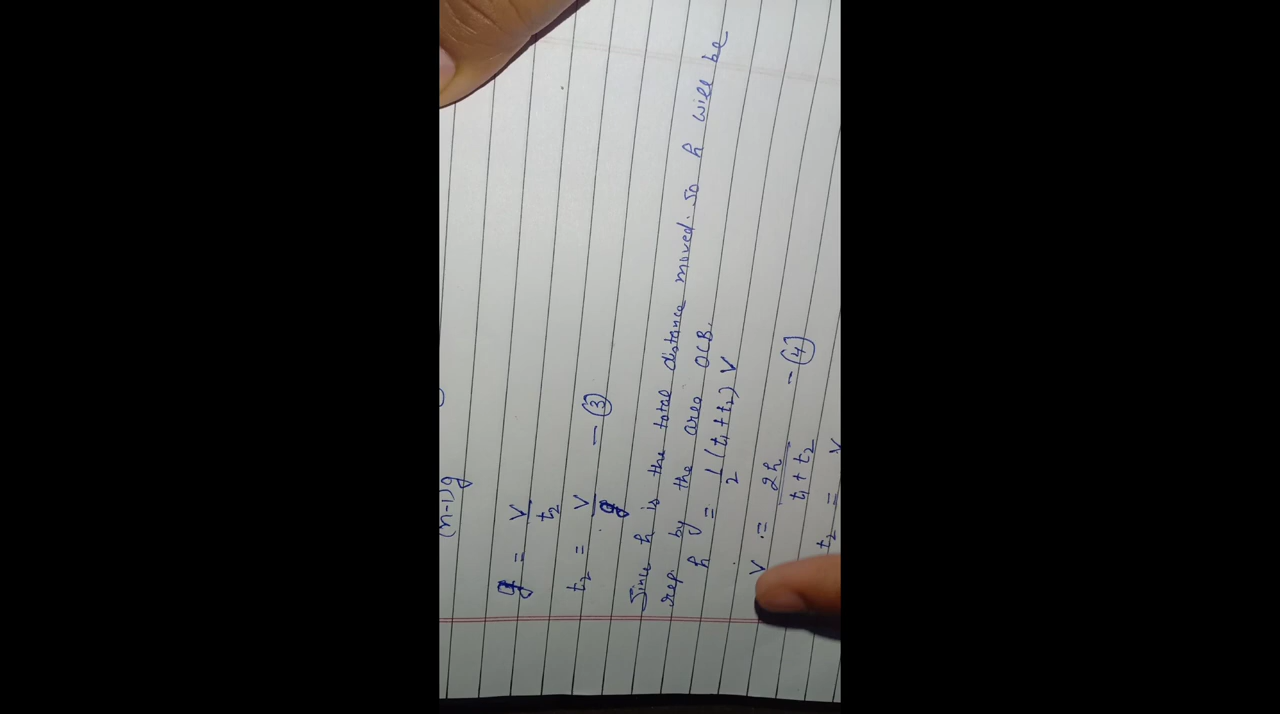 (n-1)g
g = V/t₂
t₂ = V/g - (3)
Since h is the total distance moved. So h will be
rep by the area OCB.
h = 1/2 (t₁ + t₂) V
V = 2h/(t₁ + t₂) - (4)
t₂ = V